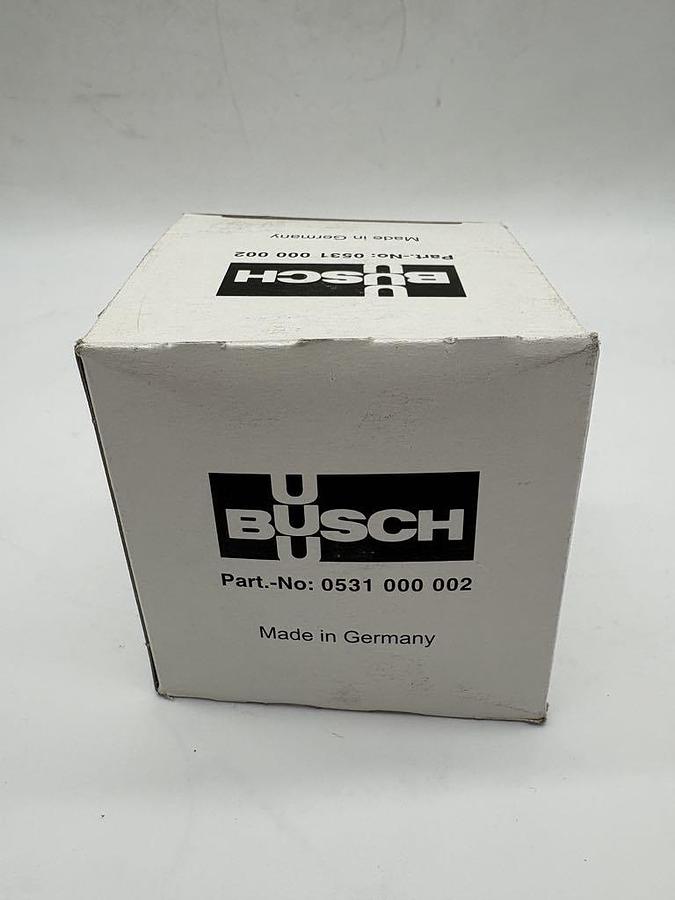 Made in Germany
Part.-No: 0531 000 002
BUSCH
U
U
BUSCH
U
Part.-No: 0531 000 002
Made in Germany